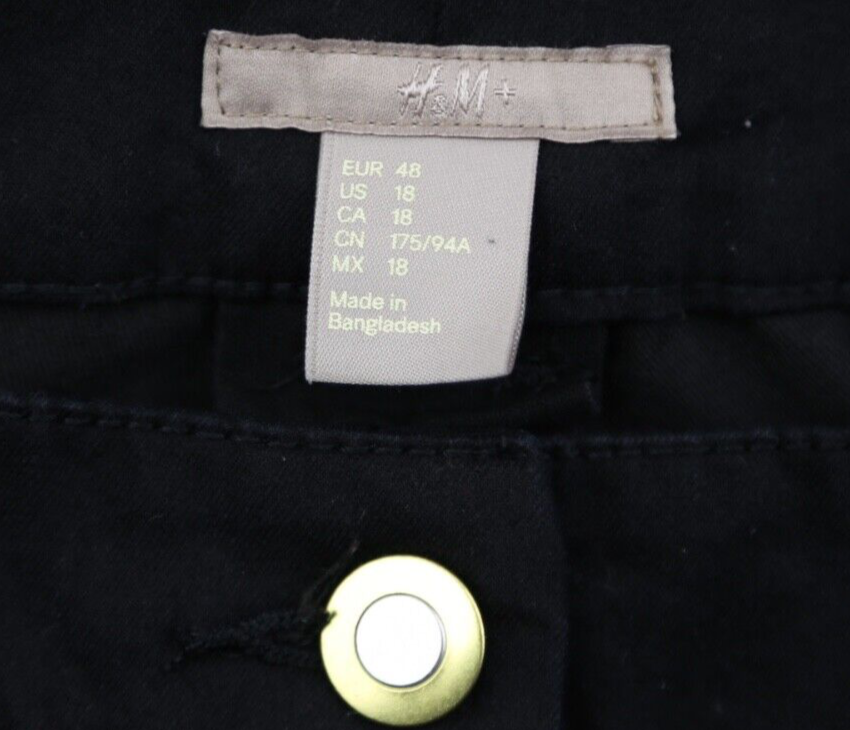 H&M+
EUR 48
US 18
CA 18
CN 175/94A
MX 18
Made in
Bangladesh